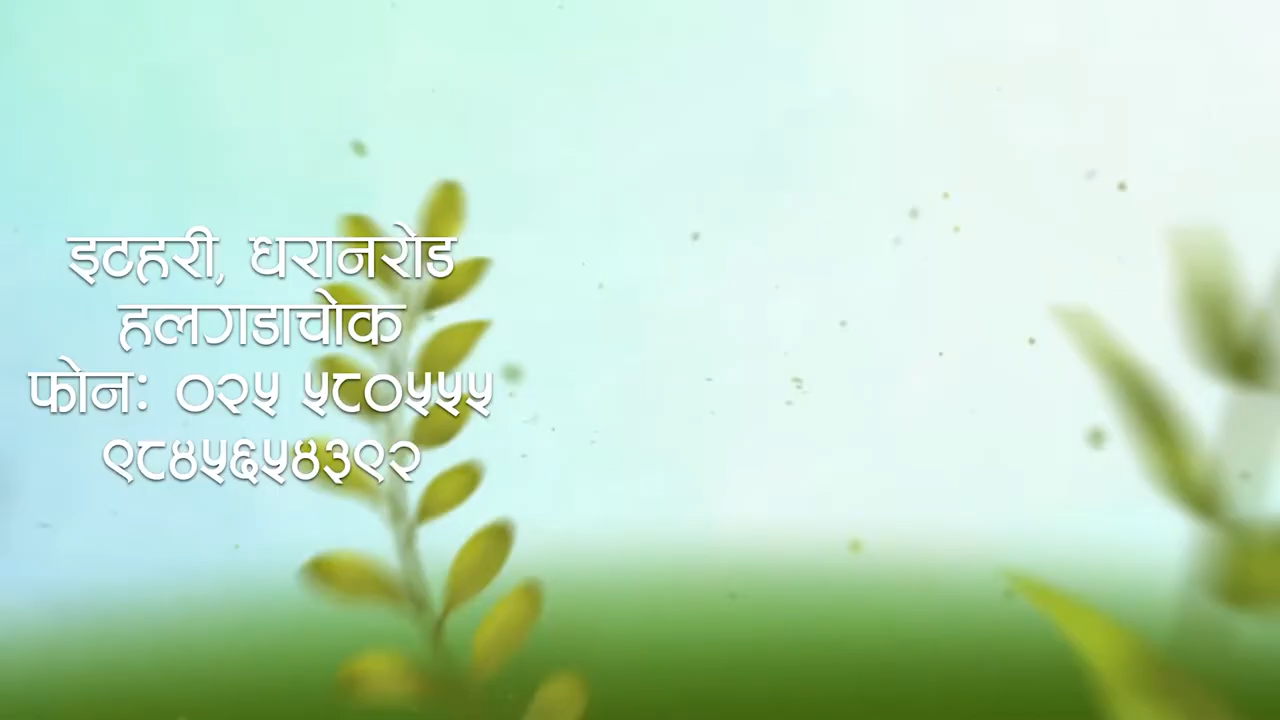 इटहरी, धरानरोड
हलगडाचोक
फोनः ०२५ ५८०५५५
९८४५६५४३९२